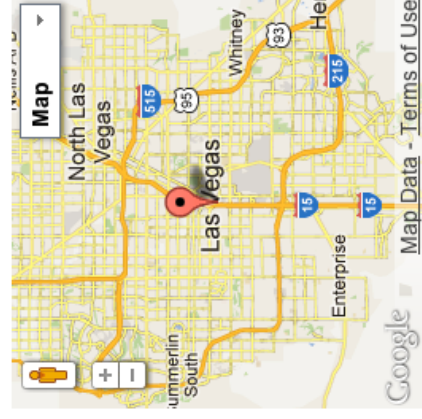 Map
North Las
Vegas
515
95
Whitney
93
He
215
Las Vegas
15
15
Enterprise
Summerlin
South
Google
Map Data - Terms of Use